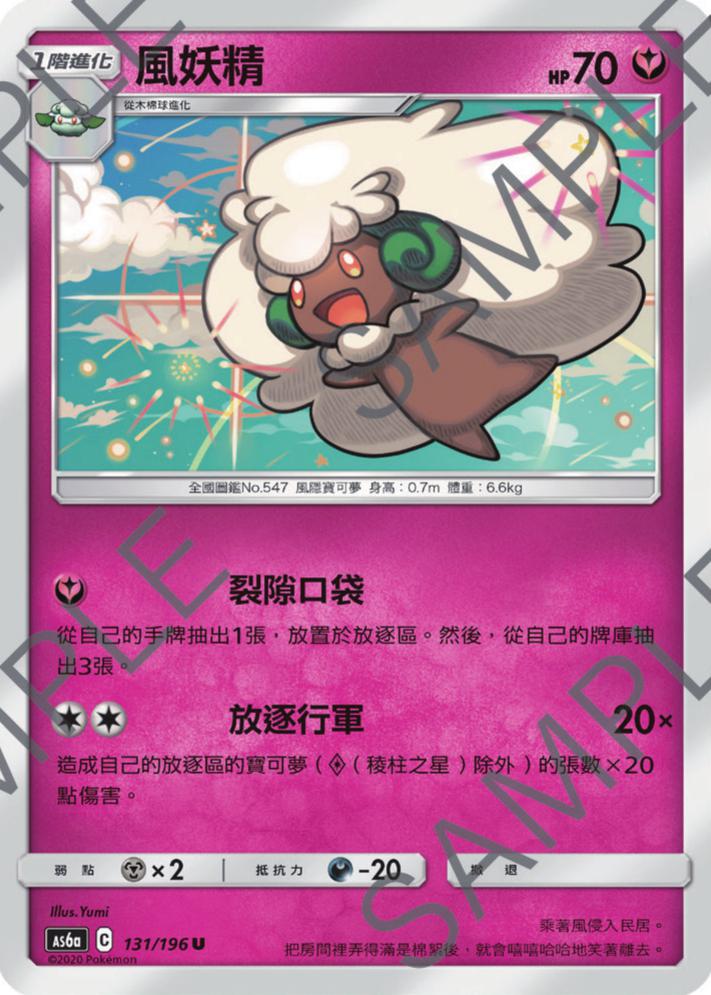 1階進化
風妖精
HP70
從木棉球進化
全國圖鑑No.547 風隱寶可夢 身高：0.7m 體重：6.6kg
裂隙口袋
從自己的手牌抽出1張，放置於放逐區。然後，從自己的牌庫抽
出3張。
放逐行軍 20×
造成自己的放逐區的寶可夢（◇（稜柱之星）除外）的張數×20
點傷害。
弱點 ×2 抵抗力 -20 撤退
Illus.Yumi
AS6a C 131/196 U
©2020 Pokémon
乘著風侵入民居。
把房間裡弄得滿是棉絮後，就會嘻嘻哈哈地笑著離去。
SAMPLE
SAMPLE
SAMPLE